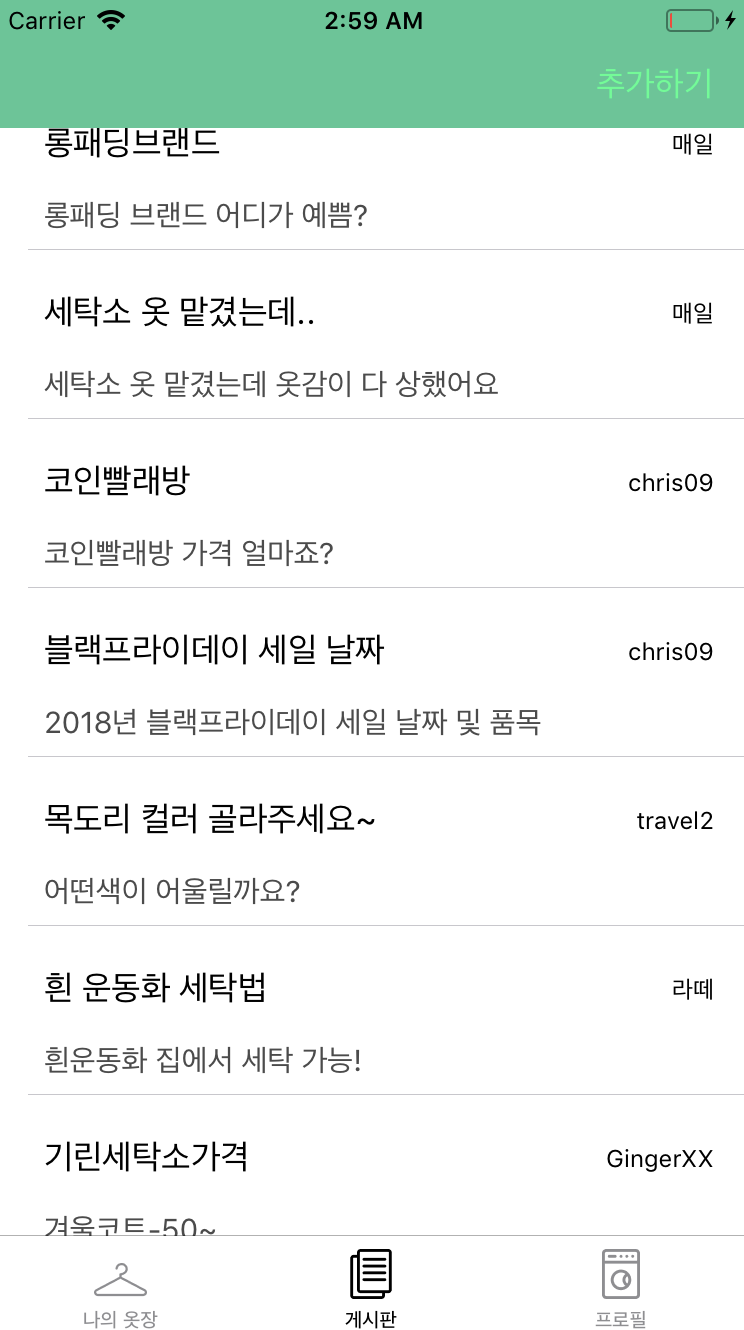 Carrier 2:59 AM
추가하기
롱패딩브랜드 매일
롱패딩 브랜드 어디가 예쁨?
세탁소 옷 맡겼는데.. 매일
세탁소 옷 맡겼는데 옷감이 다 상했어요
코인빨래방 chris09
코인빨래방 가격 얼마죠?
블랙프라이데이 세일 날짜 chris09
2018년 블랙프라이데이 세일 날짜 및 품목
목도리 컬러 골라주세요~ travel2
어떤색이 어울릴까요?
흰 운동화 세탁법 라떼
흰운동화 집에서 세탁 가능!
기린세탁소가격 GingerXX
겨울코트-50~
나의 옷장 게시판 프로필